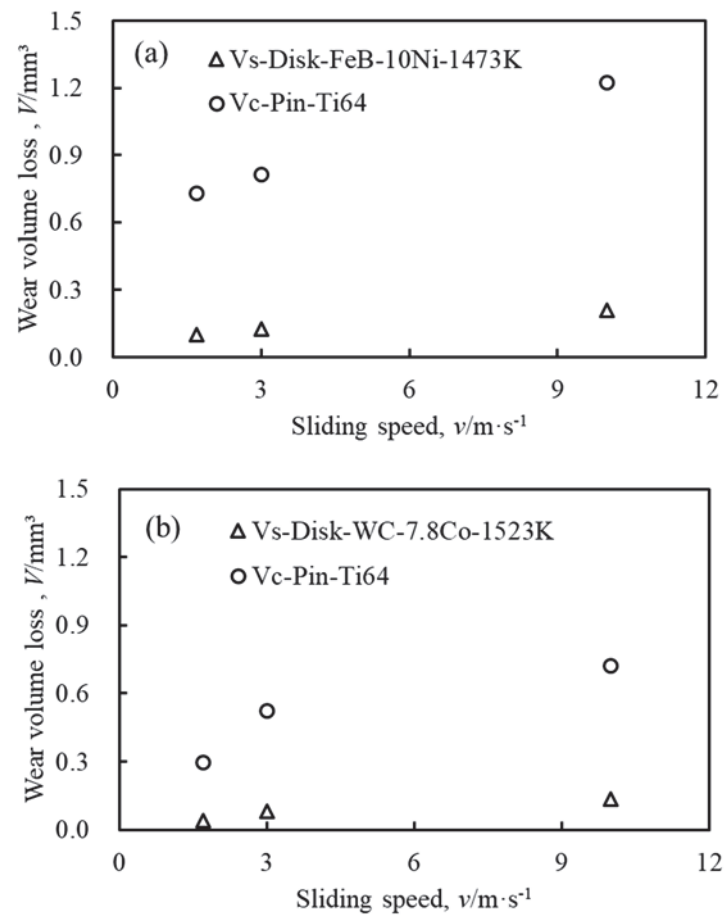 (a)
△ Vs-Disk-FeB-10Ni-1473K
○ Vc-Pin-Ti64
Wear volume loss , V/mm³
1.5
1.2
0.9
0.6
0.3
0.0
0 3 6 9 12
Sliding speed, v/m·s⁻¹
(b)
△ Vs-Disk-WC-7.8Co-1523K
○ Vc-Pin-Ti64
Wear volume loss , V/mm³
1.5
1.2
0.9
0.6
0.3
0.0
0 3 6 9 12
Sliding speed, v/m·s⁻¹